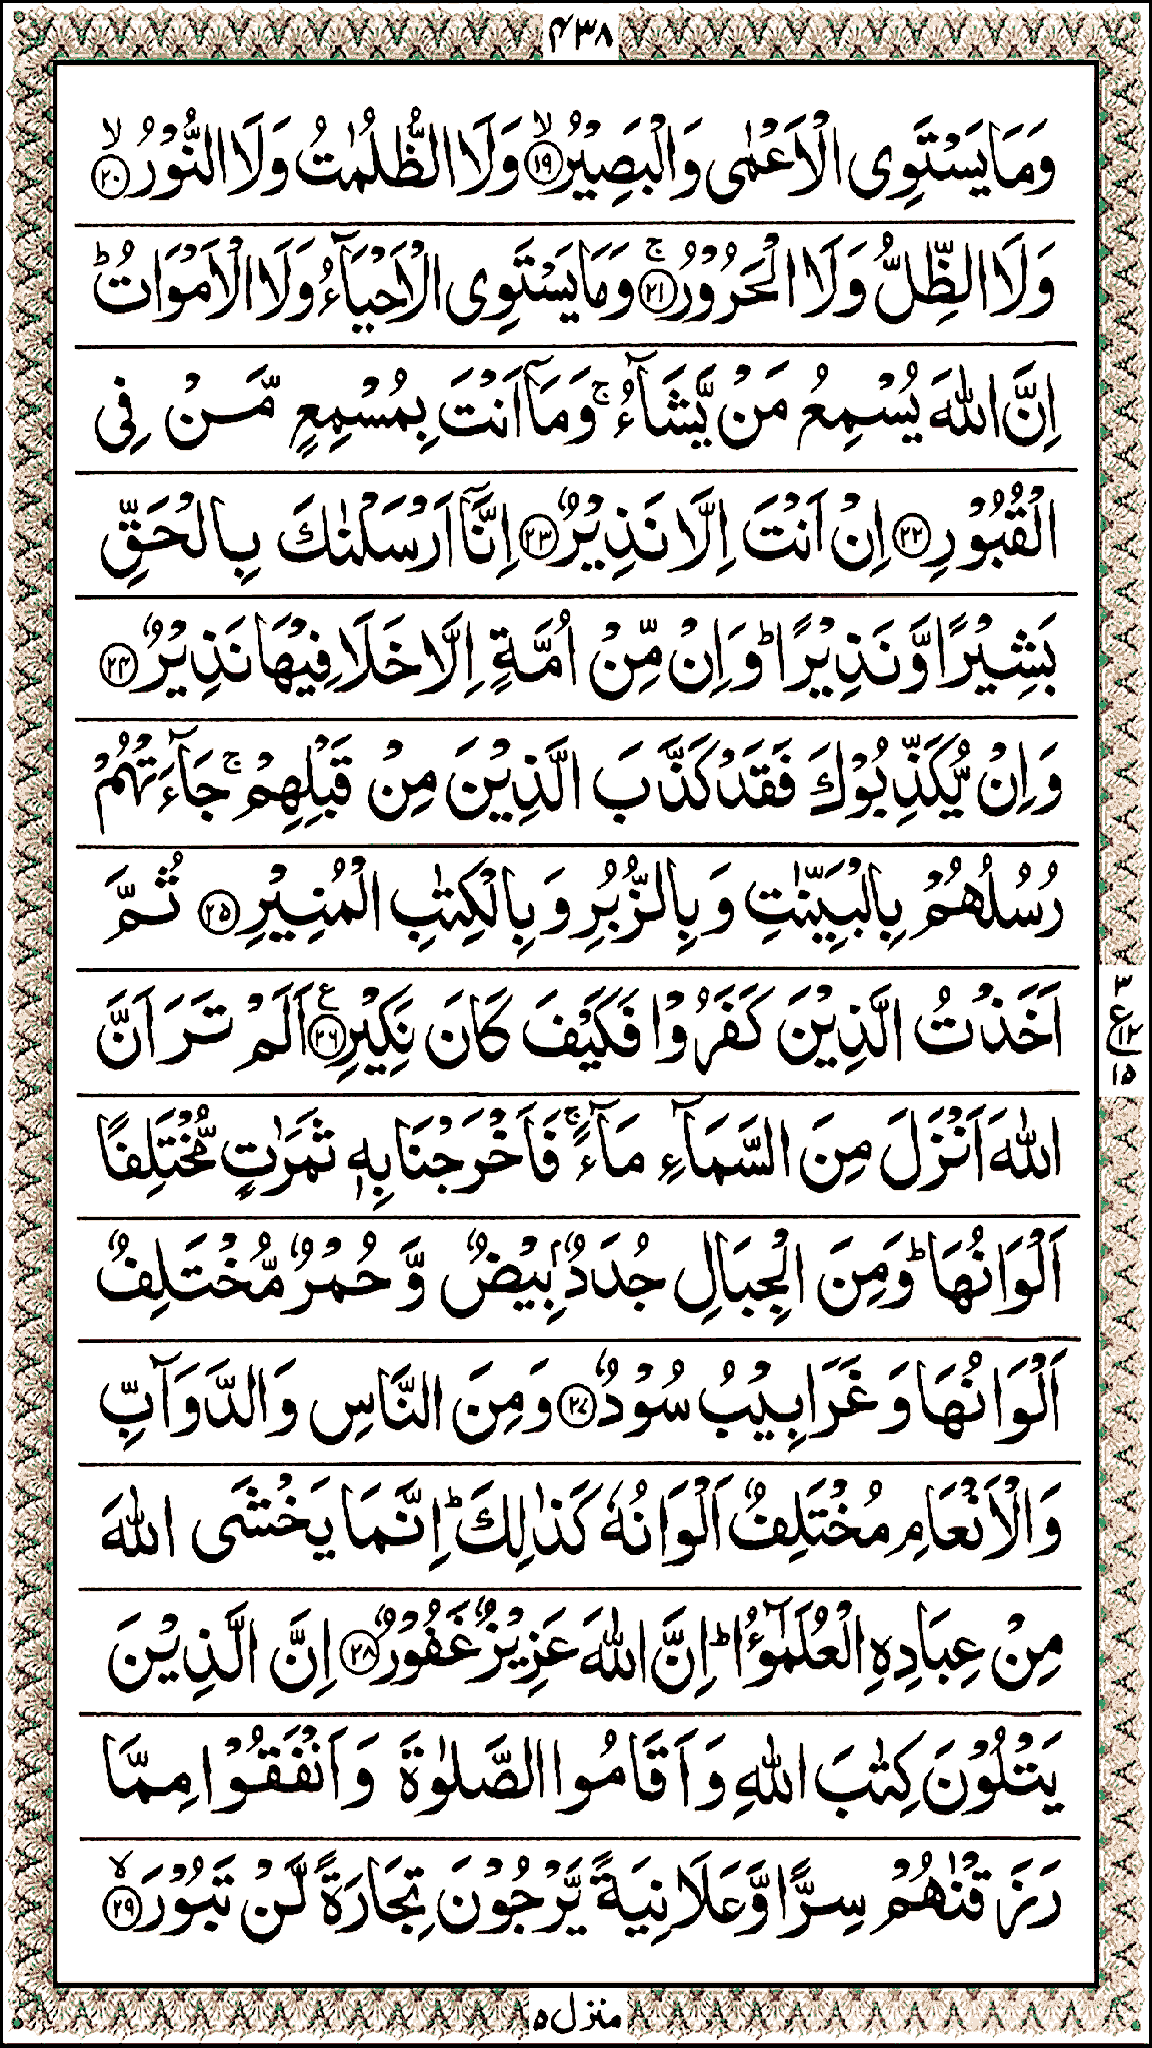 ۴۳۸
وَمَا يَسْتَوِى الْاَعْمٰى وَالْبَصِيْرُ ۙ‏﴿۱۹﴾ وَلَا الظُّلُمٰتُ وَلَا النُّوْرُ ۙ‏﴿۲۰﴾
وَلَا الظِّلُّ وَلَا الْحَرُوْرُ ۚ‏﴿۲۱﴾ وَمَا يَسْتَوِى الْاَحْيَآءُ وَلَا الْاَمْوَاتُ ؕ
اِنَّ اللّٰهَ يُسْمِعُ مَنْ يَّشَآءُ ۚ وَمَاۤ اَنْتَ بِمُسْمِعٍ مَّنْ فِى
الْقُبُوْرِ ﴿۲۲﴾ اِنْ اَنْتَ اِلَّا نَذِيْرٌ ﴿۲۳﴾ اِنَّاۤ اَرْسَلْنٰكَ بِالْحَقِّ
بَشِيْرًا وَّنَذِيْرًا ؕ وَاِنْ مِّنْ اُمَّةٍ اِلَّا خَلَا فِيْهَا نَذِيْرٌ ﴿۲۴﴾
وَاِنْ يُّكَذِّبُوْكَ فَقَدْ كَذَّبَ الَّذِيْنَ مِنْ قَبْلِهِمْ ۚ جَآءَتْهُمْ
رُسُلُهُمْ بِالْبَيِّنٰتِ وَبِالزُّبُرِ وَبِالْكِتٰبِ الْمُنِيْرِ ﴿۲۵﴾ ثُمَّ
اَخَذْتُ الَّذِيْنَ كَفَرُوْا فَكَيْفَ كَانَ نَكِيْرِ ﴿۲۶﴾ ع اَلَمْ تَرَ اَنَّ
۳ ع ۱۲ ۱۵
اللّٰهَ اَنْزَلَ مِنَ السَّمَآءِ مَآءً ۚ فَاَخْرَجْنَا بِهٖ ثَمَرٰتٍ مُّخْتَلِفًا
اَلْوَانُهَا ؕ وَمِنَ الْجِبَالِ جُدَدٌۢ بِيْضٌ وَّحُمْرٌ مُّخْتَلِفٌ
اَلْوَانُهَا وَغَرَابِيْبُ سُوْدٌ ﴿۲۷﴾ وَمِنَ النَّاسِ وَالدَّوَآبِّ
وَالْاَنْعَامِ مُخْتَلِفٌ اَلْوَانُهٗ كَذٰلِكَ ؕ اِنَّمَا يَخْشَى اللّٰهَ
مِنْ عِبَادِهِ الْعُلَمٰٓؤُا ؕ اِنَّ اللّٰهَ عَزِيْزٌ غَفُوْرٌ ﴿۲۸﴾ اِنَّ الَّذِيْنَ
يَتْلُوْنَ كِتٰبَ اللّٰهِ وَاَقَامُوا الصَّلٰوةَ وَاَنْفَقُوْا مِمَّا
رَزَقْنٰهُمْ سِرًّا وَّعَلَانِيَةً يَّرْجُوْنَ تِجَارَةً لَّنْ تَبُوْرَ ۙ‏﴿۲۹﴾
منزل ۵